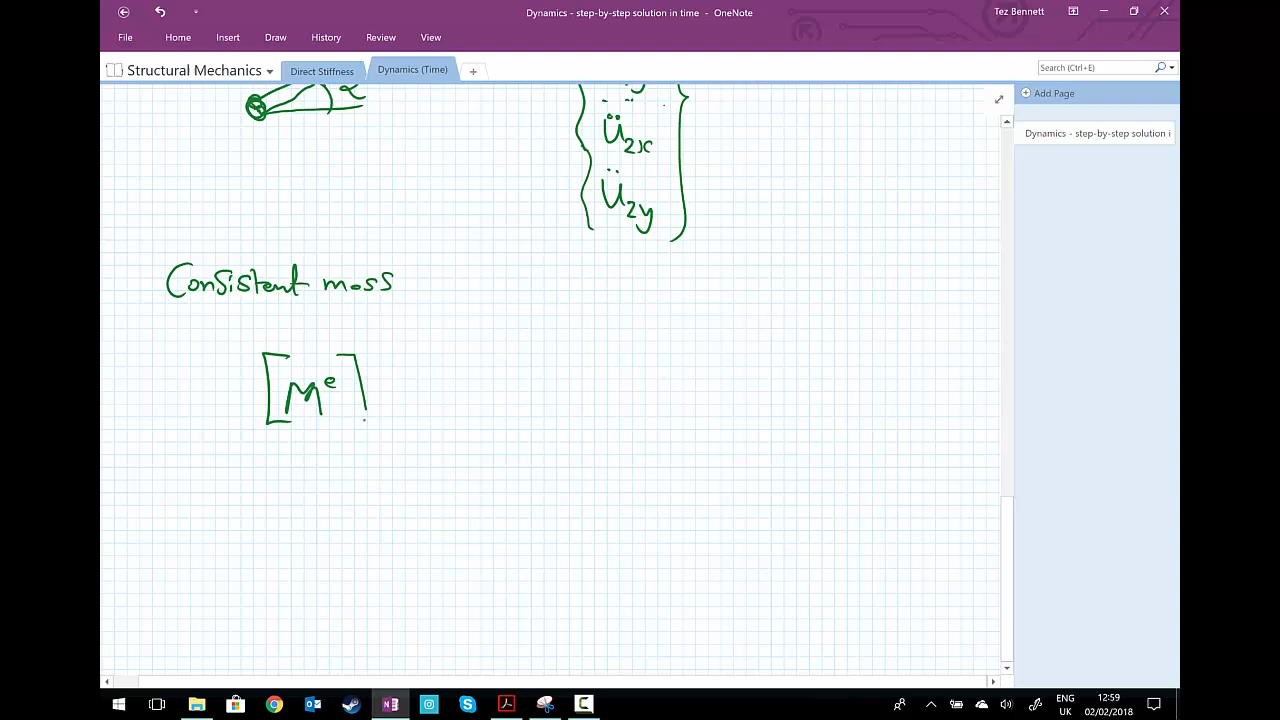 Dynamics - step-by-step solution in time - OneNote
Tez Bennett
File Home Insert Draw History Review View
Structural Mechanics
Direct Stiffness
Dynamics (Time)
Search (Ctrl+E)
Add Page
Dynamics - step-by-step solution i
α
Ü2x
Ü2y
Consistent mass
[Mᵉ]
ENG
UK
12:59
02/02/2018